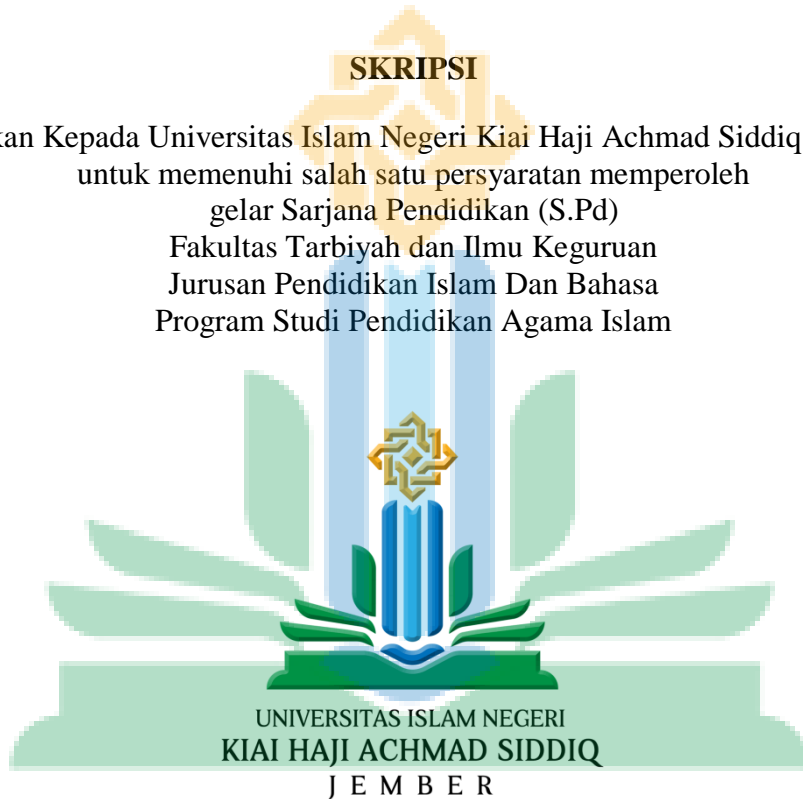 SKRIPSI
kan Kepada Universitas Islam Negeri Kiai Haji Achmad Siddiq
untuk memenuhi salah satu persyaratan memperoleh
gelar Sarjana Pendidikan (S.Pd)
Fakultas Tarbiyah dan Ilmu Keguruan
Jurusan Pendidikan Islam Dan Bahasa
Program Studi Pendidikan Agama Islam
UNIVERSITAS ISLAM NEGERI
KIAI HAJI ACHMAD SIDDIQ
JEMBER